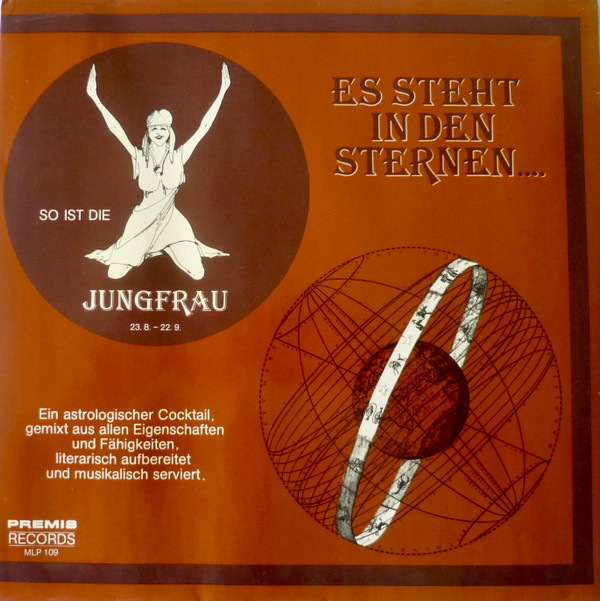 ES STEHT
IN DEN
STERNEN....
SO IST DIE
JUNGFRAU
23. 8. – 22. 9.
Ein astrologischer Cocktail,
gemixt aus allen Eigenschaften
und Fähigkeiten,
literarisch aufbereitet
und musikalisch serviert.
PREMIS
RECORDS
MLP 109